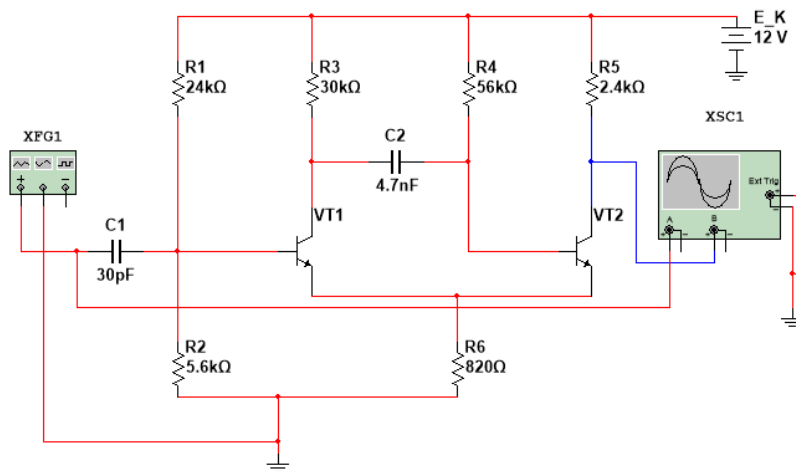 E_K
12 V
R1
24kΩ
R3
30kΩ
R4
56kΩ
R5
2.4kΩ
XFG1
C2
4.7nF
XSC1
Ext Trig
+
-
A
B
+ - + -
+ -
VT1
VT2
C1
30pF
R2
5.6kΩ
R6
820Ω